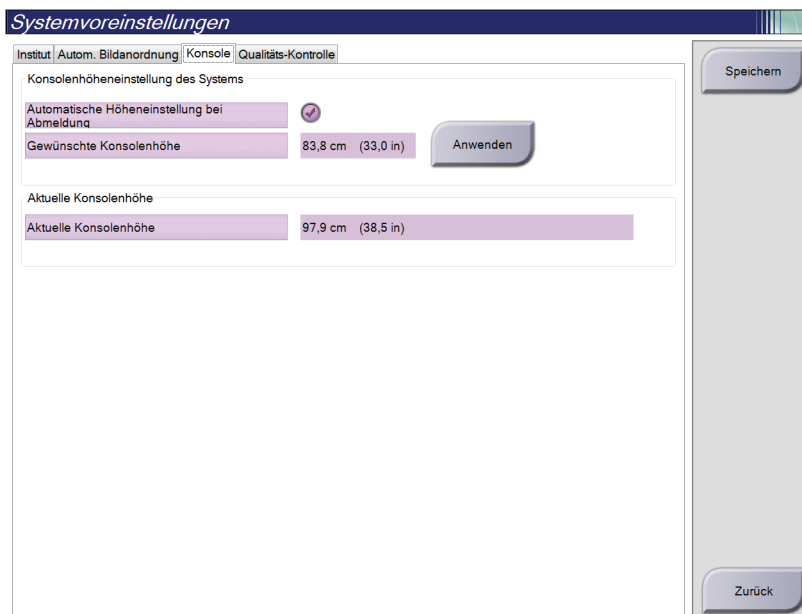 Systemvoreinstellungen
Institut Autom. Bildanordnung Konsole Qualitäts-Kontrolle
Speichern
Konsolenhöheneinstellung des Systems
Automatische Höheneinstellung bei
Abmeldung
Gewünschte Konsolenhöhe 83,8 cm (33,0 in) Anwenden
Aktuelle Konsolenhöhe
Aktuelle Konsolenhöhe 97,9 cm (38,5 in)
Zurück